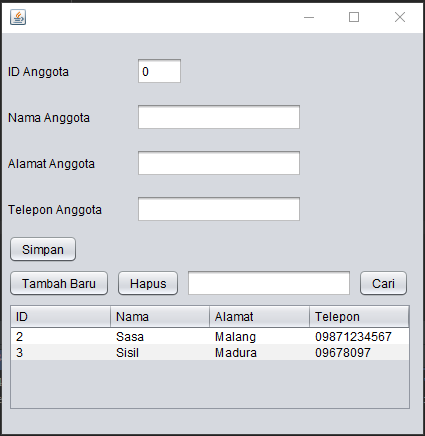 ID Anggota 0
Nama Anggota
Alamat Anggota
Telepon Anggota
Simpan
Tambah Baru Hapus Cari
ID Nama Alamat Telepon
2 Sasa Malang 09871234567
3 Sisil Madura 09678097